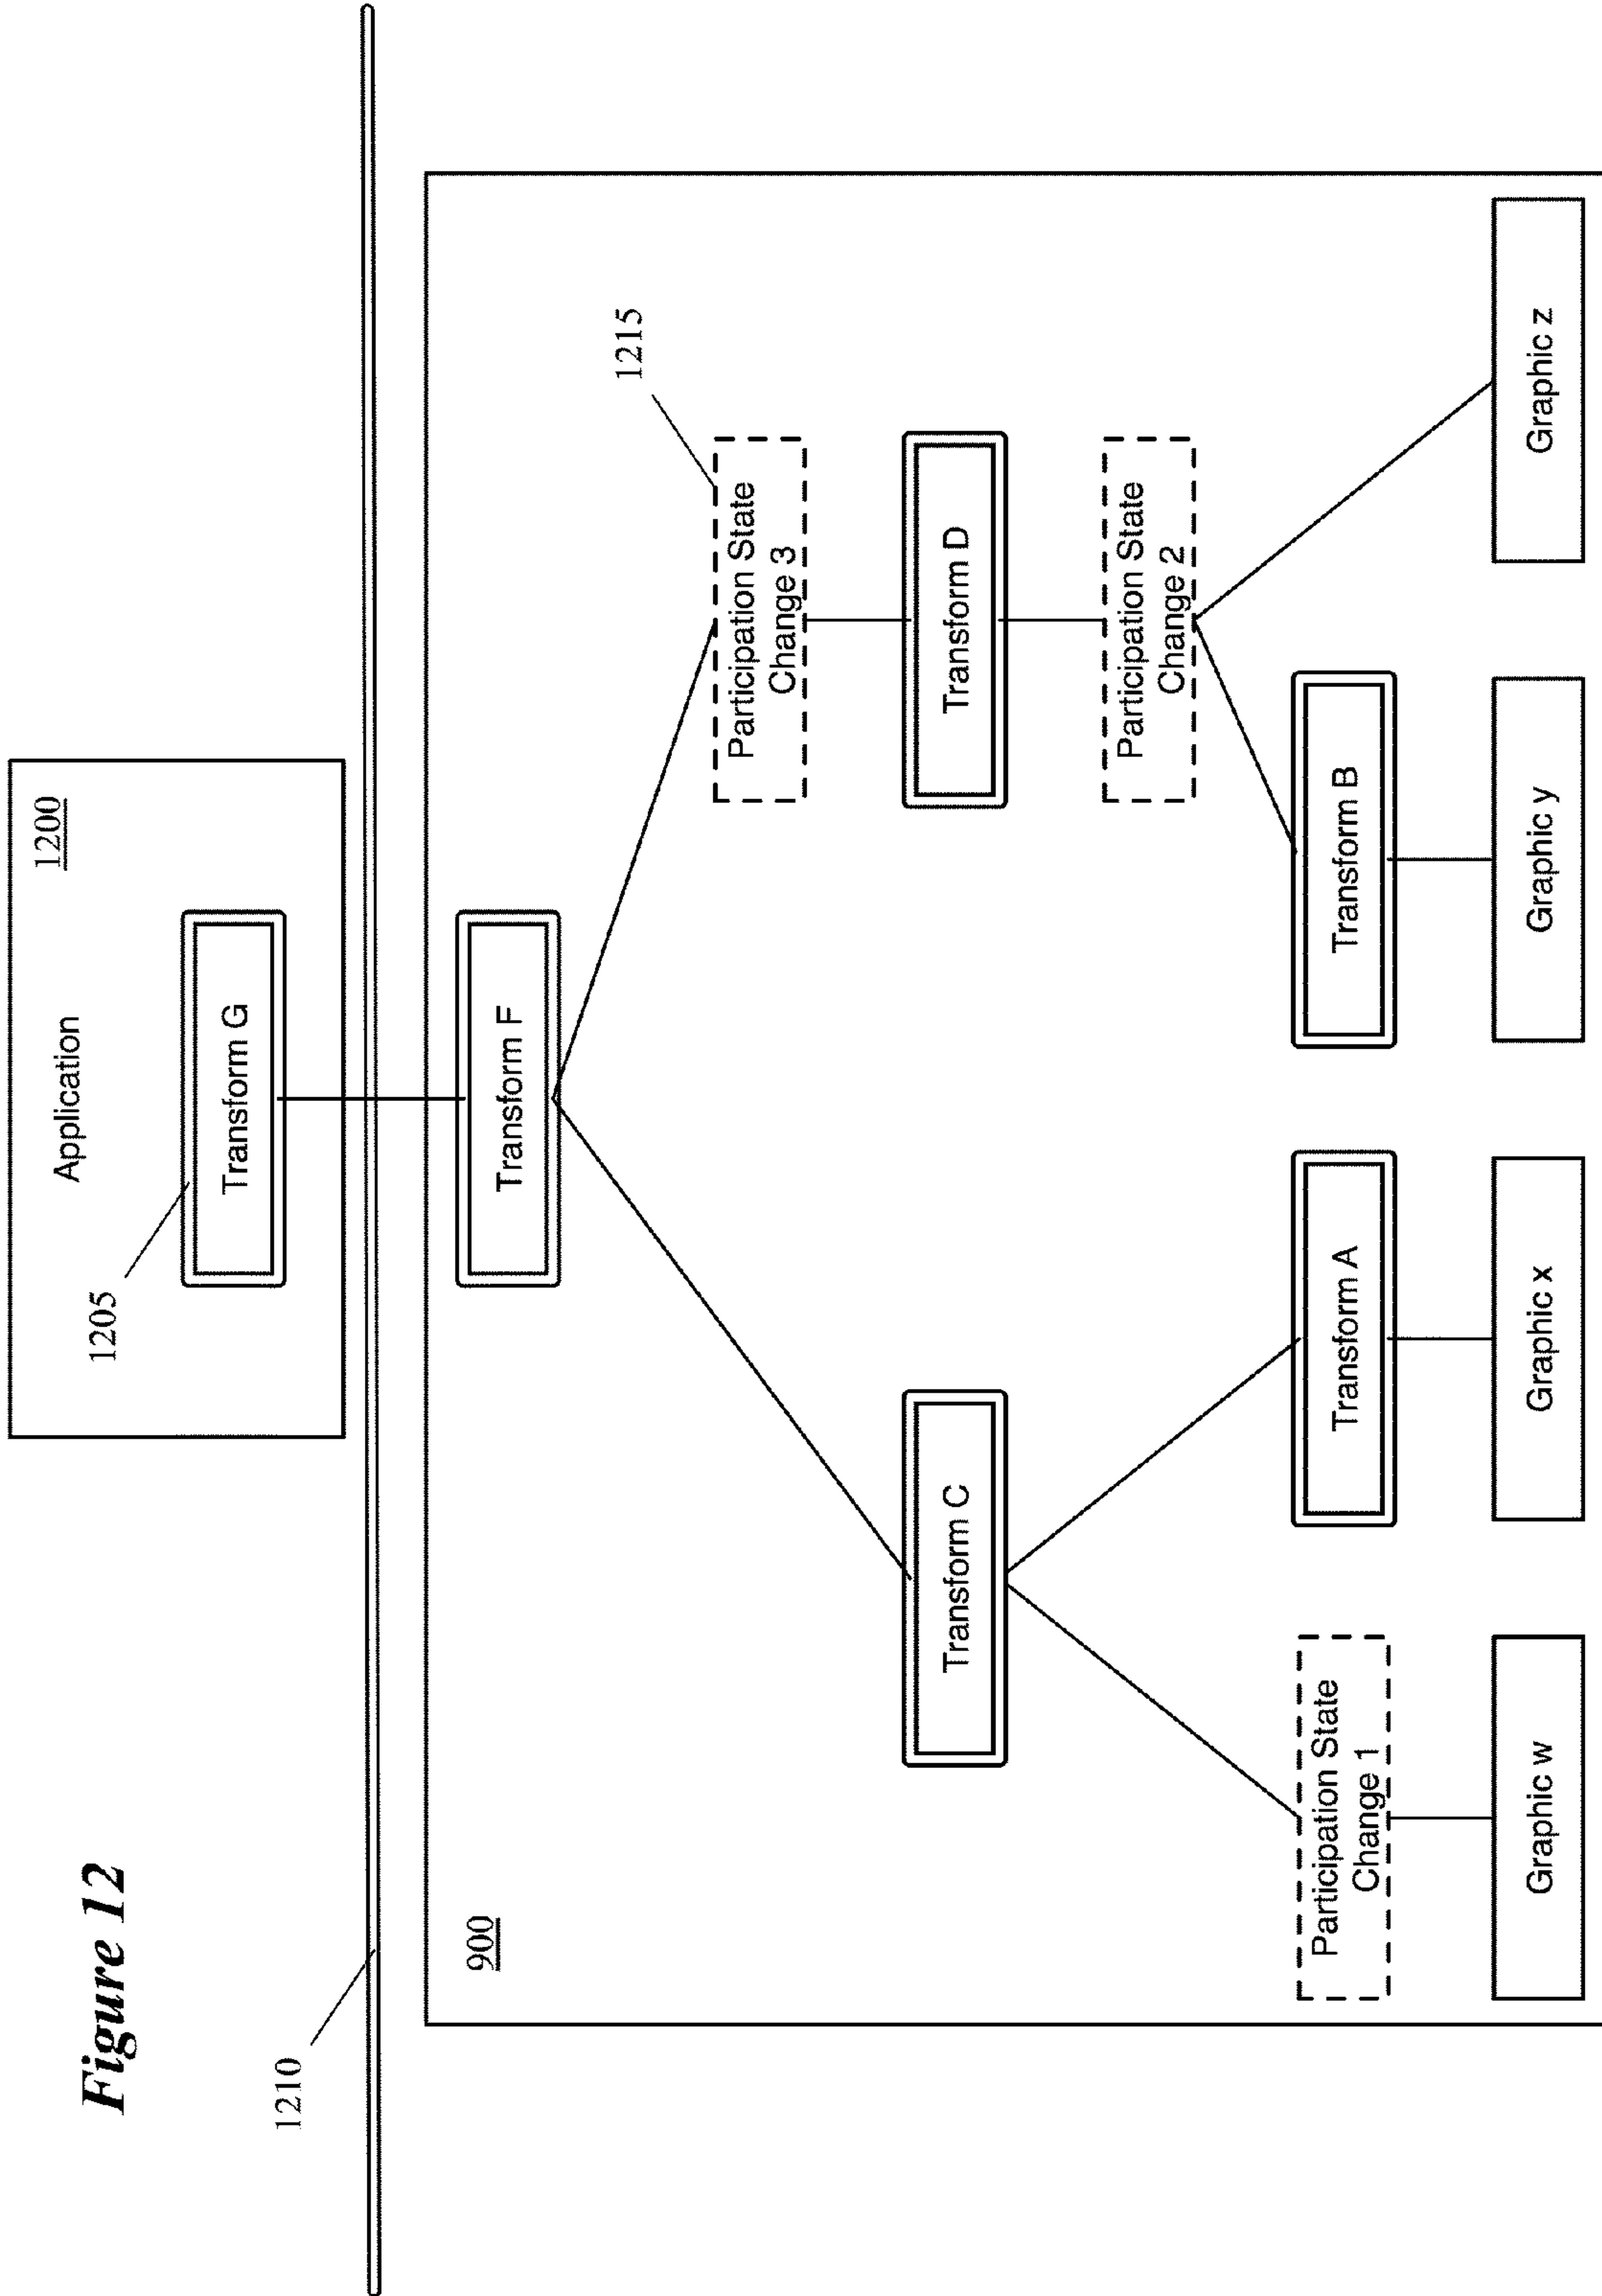 Figure 12
Application
1200
1205
Transform G
1210
900
Transform F
1215
Participation State
Change 3
Transform C
Transform D
Participation State
Change 2
Participation State
Change 1
Transform A
Transform B
Graphic w
Graphic x
Graphic y
Graphic z